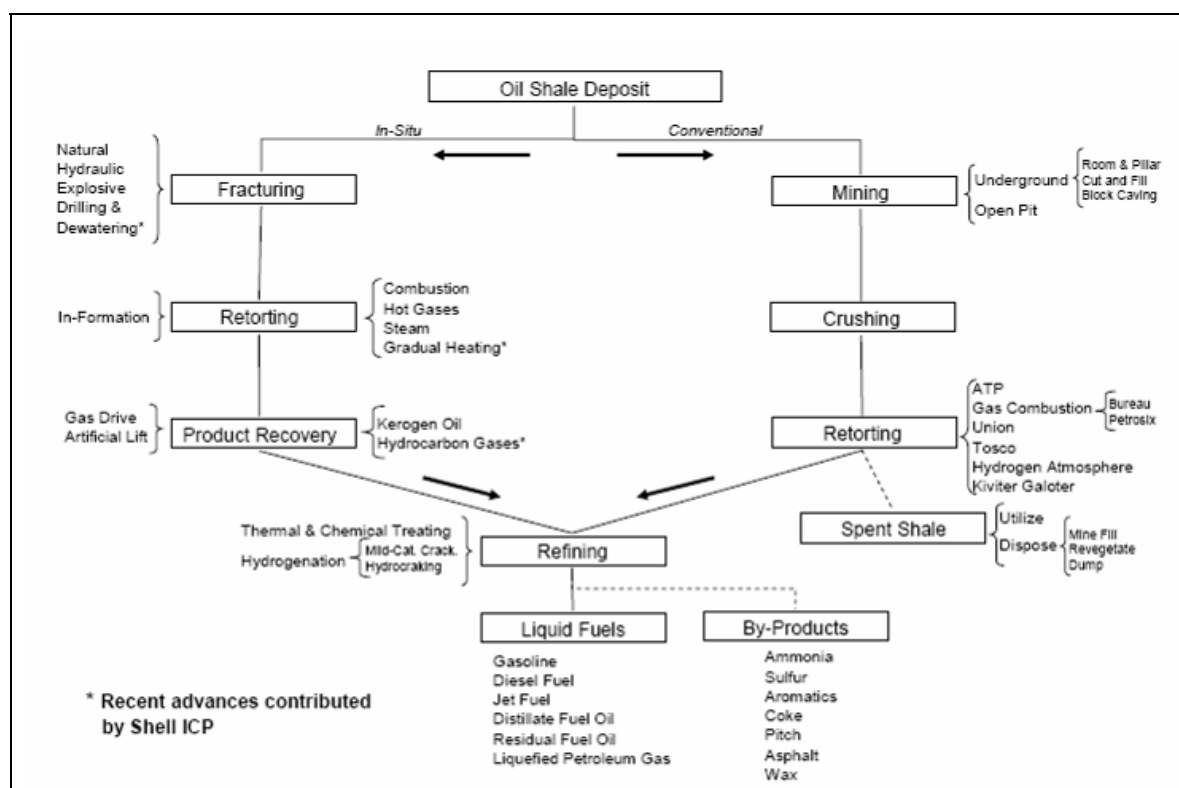 Oil Shale Deposit
In-Situ
Conventional
Natural
Hydraulic
Explosive
Drilling &
Dewatering*
Fracturing
Mining
Underground
Open Pit
Room & Pillar
Cut and Fill
Block Caving
In-Formation
Retorting
Combustion
Hot Gases
Steam
Gradual Heating*
Crushing
Gas Drive
Artificial Lift
Product Recovery
Kerogen Oil
Hydrocarbon Gases*
Retorting
ATP
Gas Combustion
Union
Tosco
Hydrogen Atmosphere
Kiviter Galoter
Bureau
Petrosix
Thermal & Chemical Treating
Hydrogenation
Mild-Cat. Crack.
Hydrocraking
Refining
Spent Shale
Utilize
Dispose
Mine Fill
Revegetate
Dump
Liquid Fuels
Gasoline
Diesel Fuel
Jet Fuel
Distillate Fuel Oil
Residual Fuel Oil
Liquefied Petroleum Gas
By-Products
Ammonia
Sulfur
Aromatics
Coke
Pitch
Asphalt
Wax
* Recent advances contributed
by Shell ICP